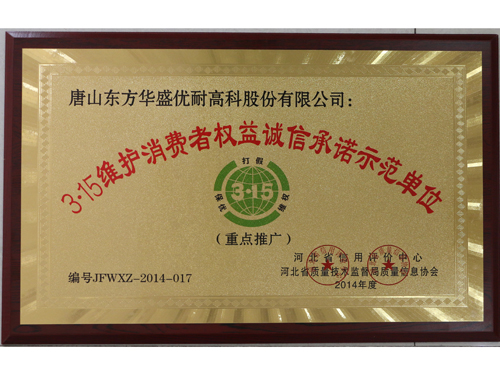 唐山东方华盛优耐高科股份有限公司:
3·15维护消费者权益诚信承诺示范单位
打假
3·15
保优
维权
(重点推广)
河北省信用评价中心
河北省质量技术监督局质量信息协会
编号JFWXZ-2014-017
2014年度